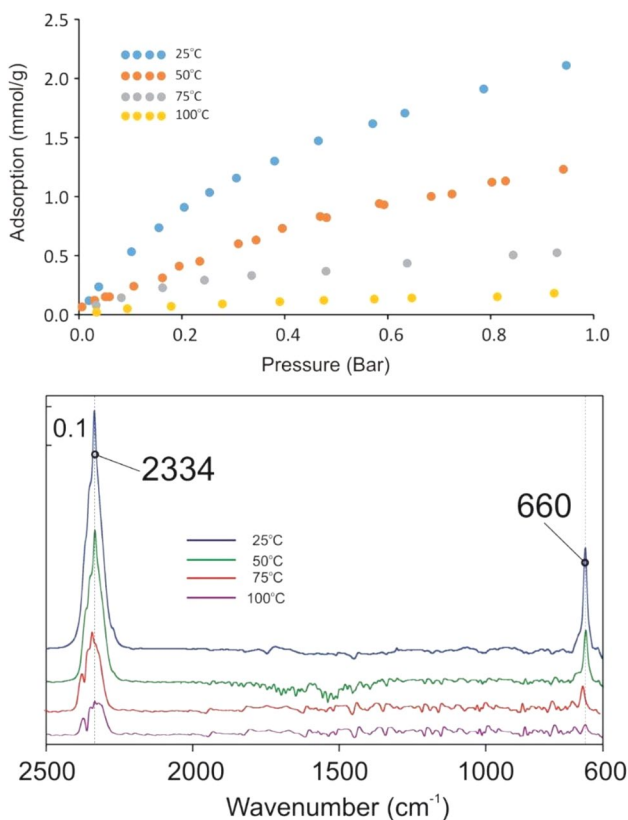 2.5
2.0
1.5
1.0
0.5
0.0
Adsorption (mmol/g)
25°C
50°C
75°C
100°C
0.0 0.2 0.4 0.6 0.8 1.0
Pressure (Bar)
0.1
2334
660
25°C
50°C
75°C
100°C
2500 2000 1500 1000 600
Wavenumber (cm⁻¹)